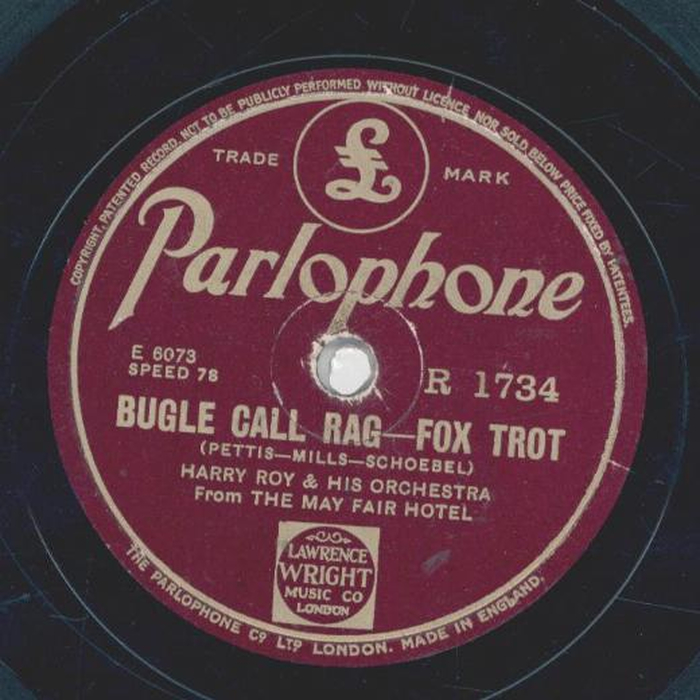 COPYRIGHT, PATENTED RECORD, NOT TO BE PUBLICLY PERFORMED WITHOUT LICENCE, NOR SOLD BELOW PRICE FIXED BY PATENTEES.
£
TRADE MARK
Parlophone
E 6073
SPEED 78
R 1734
BUGLE CALL RAG—FOX TROT
(PETTIS—MILLS—SCHOEBEL)
HARRY ROY & HIS ORCHESTRA
From THE MAY FAIR HOTEL
LAWRENCE
WRIGHT
MUSIC CO
LONDON
THE PARLOPHONE CO LTD LONDON. MADE IN ENGLAND.